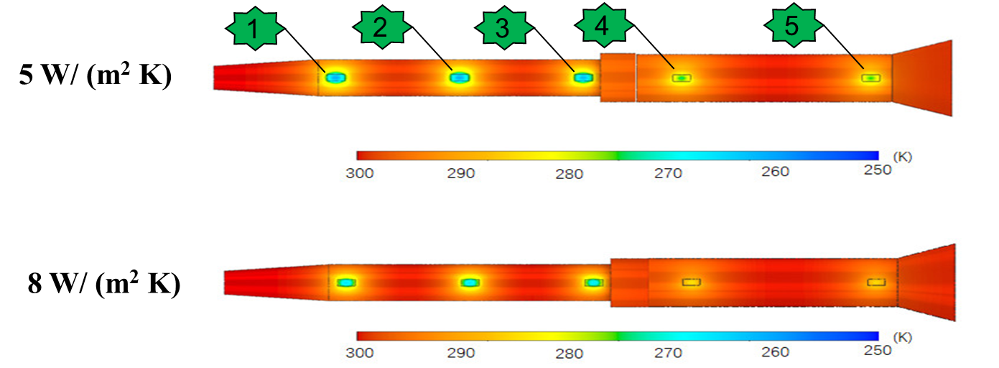 1 2 3 4 5
5 W/ (m² K)
300 290 280 270 260 250 (K)
8 W/ (m² K)
300 290 280 270 260 250 (K)